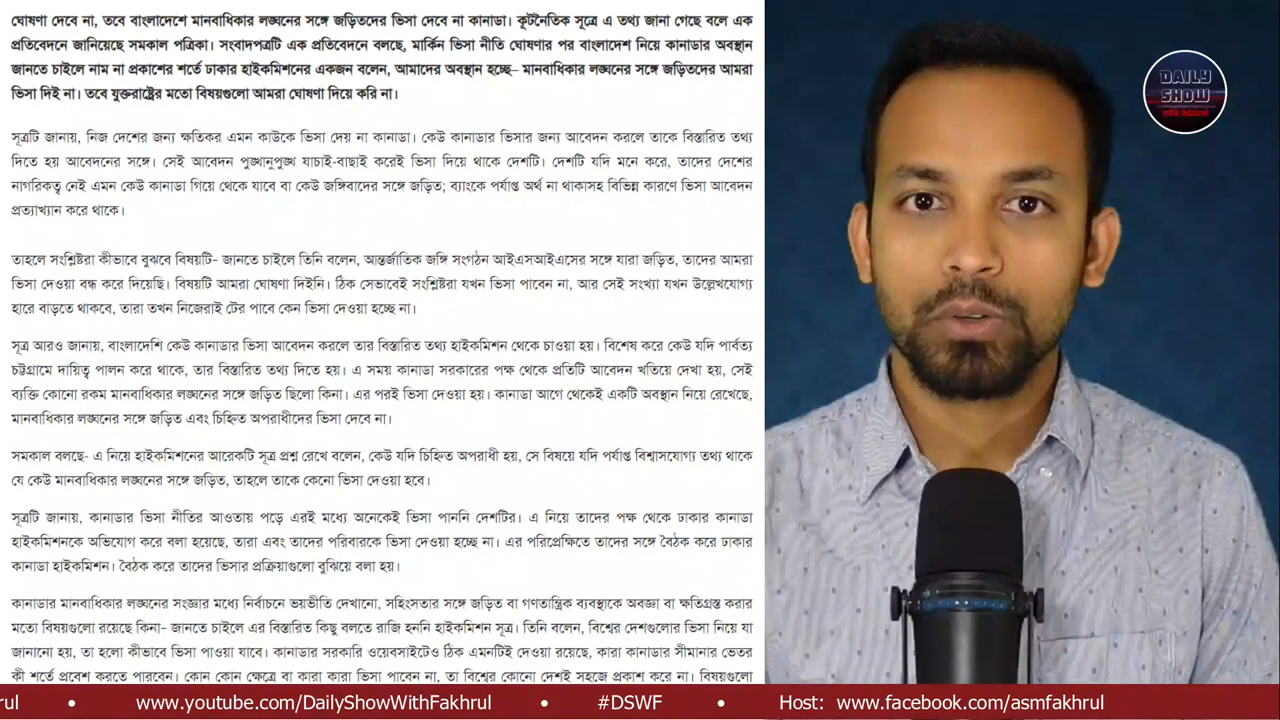 ঘোষণা দেবে না, তবে বাংলাদেশে মানবাধিকার লঙ্ঘনের সঙ্গে জড়িতদের ভিসা দেবে না কানাডা। কূটনৈতিক সূত্রে এ তথ্য জানা গেছে বলে এক
প্রতিবেদনে জানিয়েছে সমকাল পত্রিকা। সংবাদপত্রটি এক প্রতিবেদনে বলছে, মার্কিন ভিসা নীতি ঘোষণার পর বাংলাদেশ নিয়ে কানাডার অবস্থান
জানতে চাইলে নাম না প্রকাশের শর্তে ঢাকার হাইকমিশনের একজন বলেন, আমাদের অবস্থান হচ্ছে– মানবাধিকার লঙ্ঘনের সঙ্গে জড়িতদের আমরা
ভিসা দিই না। তবে যুক্তরাষ্ট্রের মতো বিষয়গুলো আমরা ঘোষণা দিয়ে করি না।
সূত্রটি জানায়, নিজ দেশের জন্য ক্ষতিকর এমন কাউকে ভিসা দেয় না কানাডা। কেউ কানাডার ভিসার জন্য আবেদন করলে তাকে বিস্তারিত তথ্য
দিতে হয় আবেদনের সঙ্গে। সেই আবেদন পুঙ্খানুপুঙ্খ যাচাই-বাছাই করেই ভিসা দিয়ে থাকে দেশটি। দেশটি যদি মনে করে, তাদের দেশের
নাগরিকত্ব নেই এমন কেউ কানাডা গিয়ে থেকে যাবে বা কেউ জঙ্গিবাদের সঙ্গে জড়িত; ব্যাংকে পর্যাপ্ত অর্থ না থাকাসহ বিভিন্ন কারণে ভিসা আবেদন
প্রত্যাখ্যান করে থাকে।
তাহলে সংশ্লিষ্টরা কীভাবে বুঝবে বিষয়টি– জানতে চাইলে তিনি বলেন, আন্তর্জাতিক জঙ্গি সংগঠন আইএসআইএসের সঙ্গে যারা জড়িত, তাদের আমরা
ভিসা দেওয়া বন্ধ করে দিয়েছি। বিষয়টি আমরা ঘোষণা দিইনি। ঠিক সেভাবেই সংশ্লিষ্টরা যখন ভিসা পাবেন না, আর সেই সংখ্যা যখন উল্লেখযোগ্য
হারে বাড়তে থাকবে, তারা তখন নিজেরাই টের পাবে কেন ভিসা দেওয়া হচ্ছে না।
সূত্র আরও জানায়, বাংলাদেশি কেউ কানাডার ভিসা আবেদন করলে তার বিস্তারিত তথ্য হাইকমিশন থেকে চাওয়া হয়। বিশেষ করে কেউ যদি পার্বত্য
চট্টগ্রামে দায়িত্ব পালন করে থাকে, তার বিস্তারিত তথ্য দিতে হয়। এ সময় কানাডা সরকারের পক্ষ থেকে প্রতিটি আবেদন খতিয়ে দেখা হয়, সেই
ব্যক্তি কোনো রকম মানবাধিকার লঙ্ঘনের সঙ্গে জড়িত ছিলো কিনা। এর পরই ভিসা দেওয়া হয়। কানাডা আগে থেকেই একটি অবস্থান নিয়ে রেখেছে,
মানবাধিকার লঙ্ঘনের সঙ্গে জড়িত এবং চিহ্নিত অপরাধীদের ভিসা দেবে না।
সমকাল বলছে- এ নিয়ে হাইকমিশনের আরেকটি সূত্র প্রশ্ন রেখে বলেন, কেউ যদি চিহ্নিত অপরাধী হয়, সে বিষয়ে যদি পর্যাপ্ত বিশ্বাসযোগ্য তথ্য থাকে
যে কেউ মানবাধিকার লঙ্ঘনের সঙ্গে জড়িত, তাহলে তাকে কেনো ভিসা দেওয়া হবে।
সূত্রটি জানায়, কানাডার ভিসা নীতির আওতায় পড়ে এরই মধ্যে অনেকেই ভিসা পাননি দেশটির। এ নিয়ে তাদের পক্ষ থেকে ঢাকার কানাডা
হাইকমিশনকে অভিযোগ করে বলা হয়েছে, তারা এবং তাদের পরিবারকে ভিসা দেওয়া হচ্ছে না। এর পরিপ্রেক্ষিতে তাদের সঙ্গে বৈঠক করে ঢাকার
কানাডা হাইকমিশন। বৈঠক করে তাদের ভিসার প্রক্রিয়াগুলো বুঝিয়ে বলা হয়।
কানাডার মানবাধিকার লঙ্ঘনের সংজ্ঞার মধ্যে নির্বাচনে ভয়ভীতি দেখানো, সহিংসতার সঙ্গে জড়িত বা গণতান্ত্রিক ব্যবস্থাকে অবজ্ঞা বা ক্ষতিগ্রস্ত করার
মতো বিষয়গুলো রয়েছে কিনা- জানতে চাইলে এর বিস্তারিত কিছু বলতে রাজি হননি হাইকমিশন সূত্র। তিনি বলেন, বিশ্বের দেশগুলোর ভিসা নিয়ে যা
জানানো হয়, তা হলো কীভাবে ভিসা পাওয়া যাবে। কানাডার সরকারি ওয়েবসাইটেও ঠিক এমনটিই দেওয়া রয়েছে, কারা কানাডার সীমানার ভেতর
কী শর্তে প্রবেশ করতে পারবেন। কোন কোন ক্ষেত্রে বা কারা কারা ভিসা পাবেন না, তা বিশ্বের কোনো দেশই সহজে প্রকাশ করে না। বিষয়গুলো
DAILY
SHOW
with fakhrul
rul • www.youtube.com/DailyShowWithFakhrul • #DSWF • Host: www.facebook.com/asmfakhrul